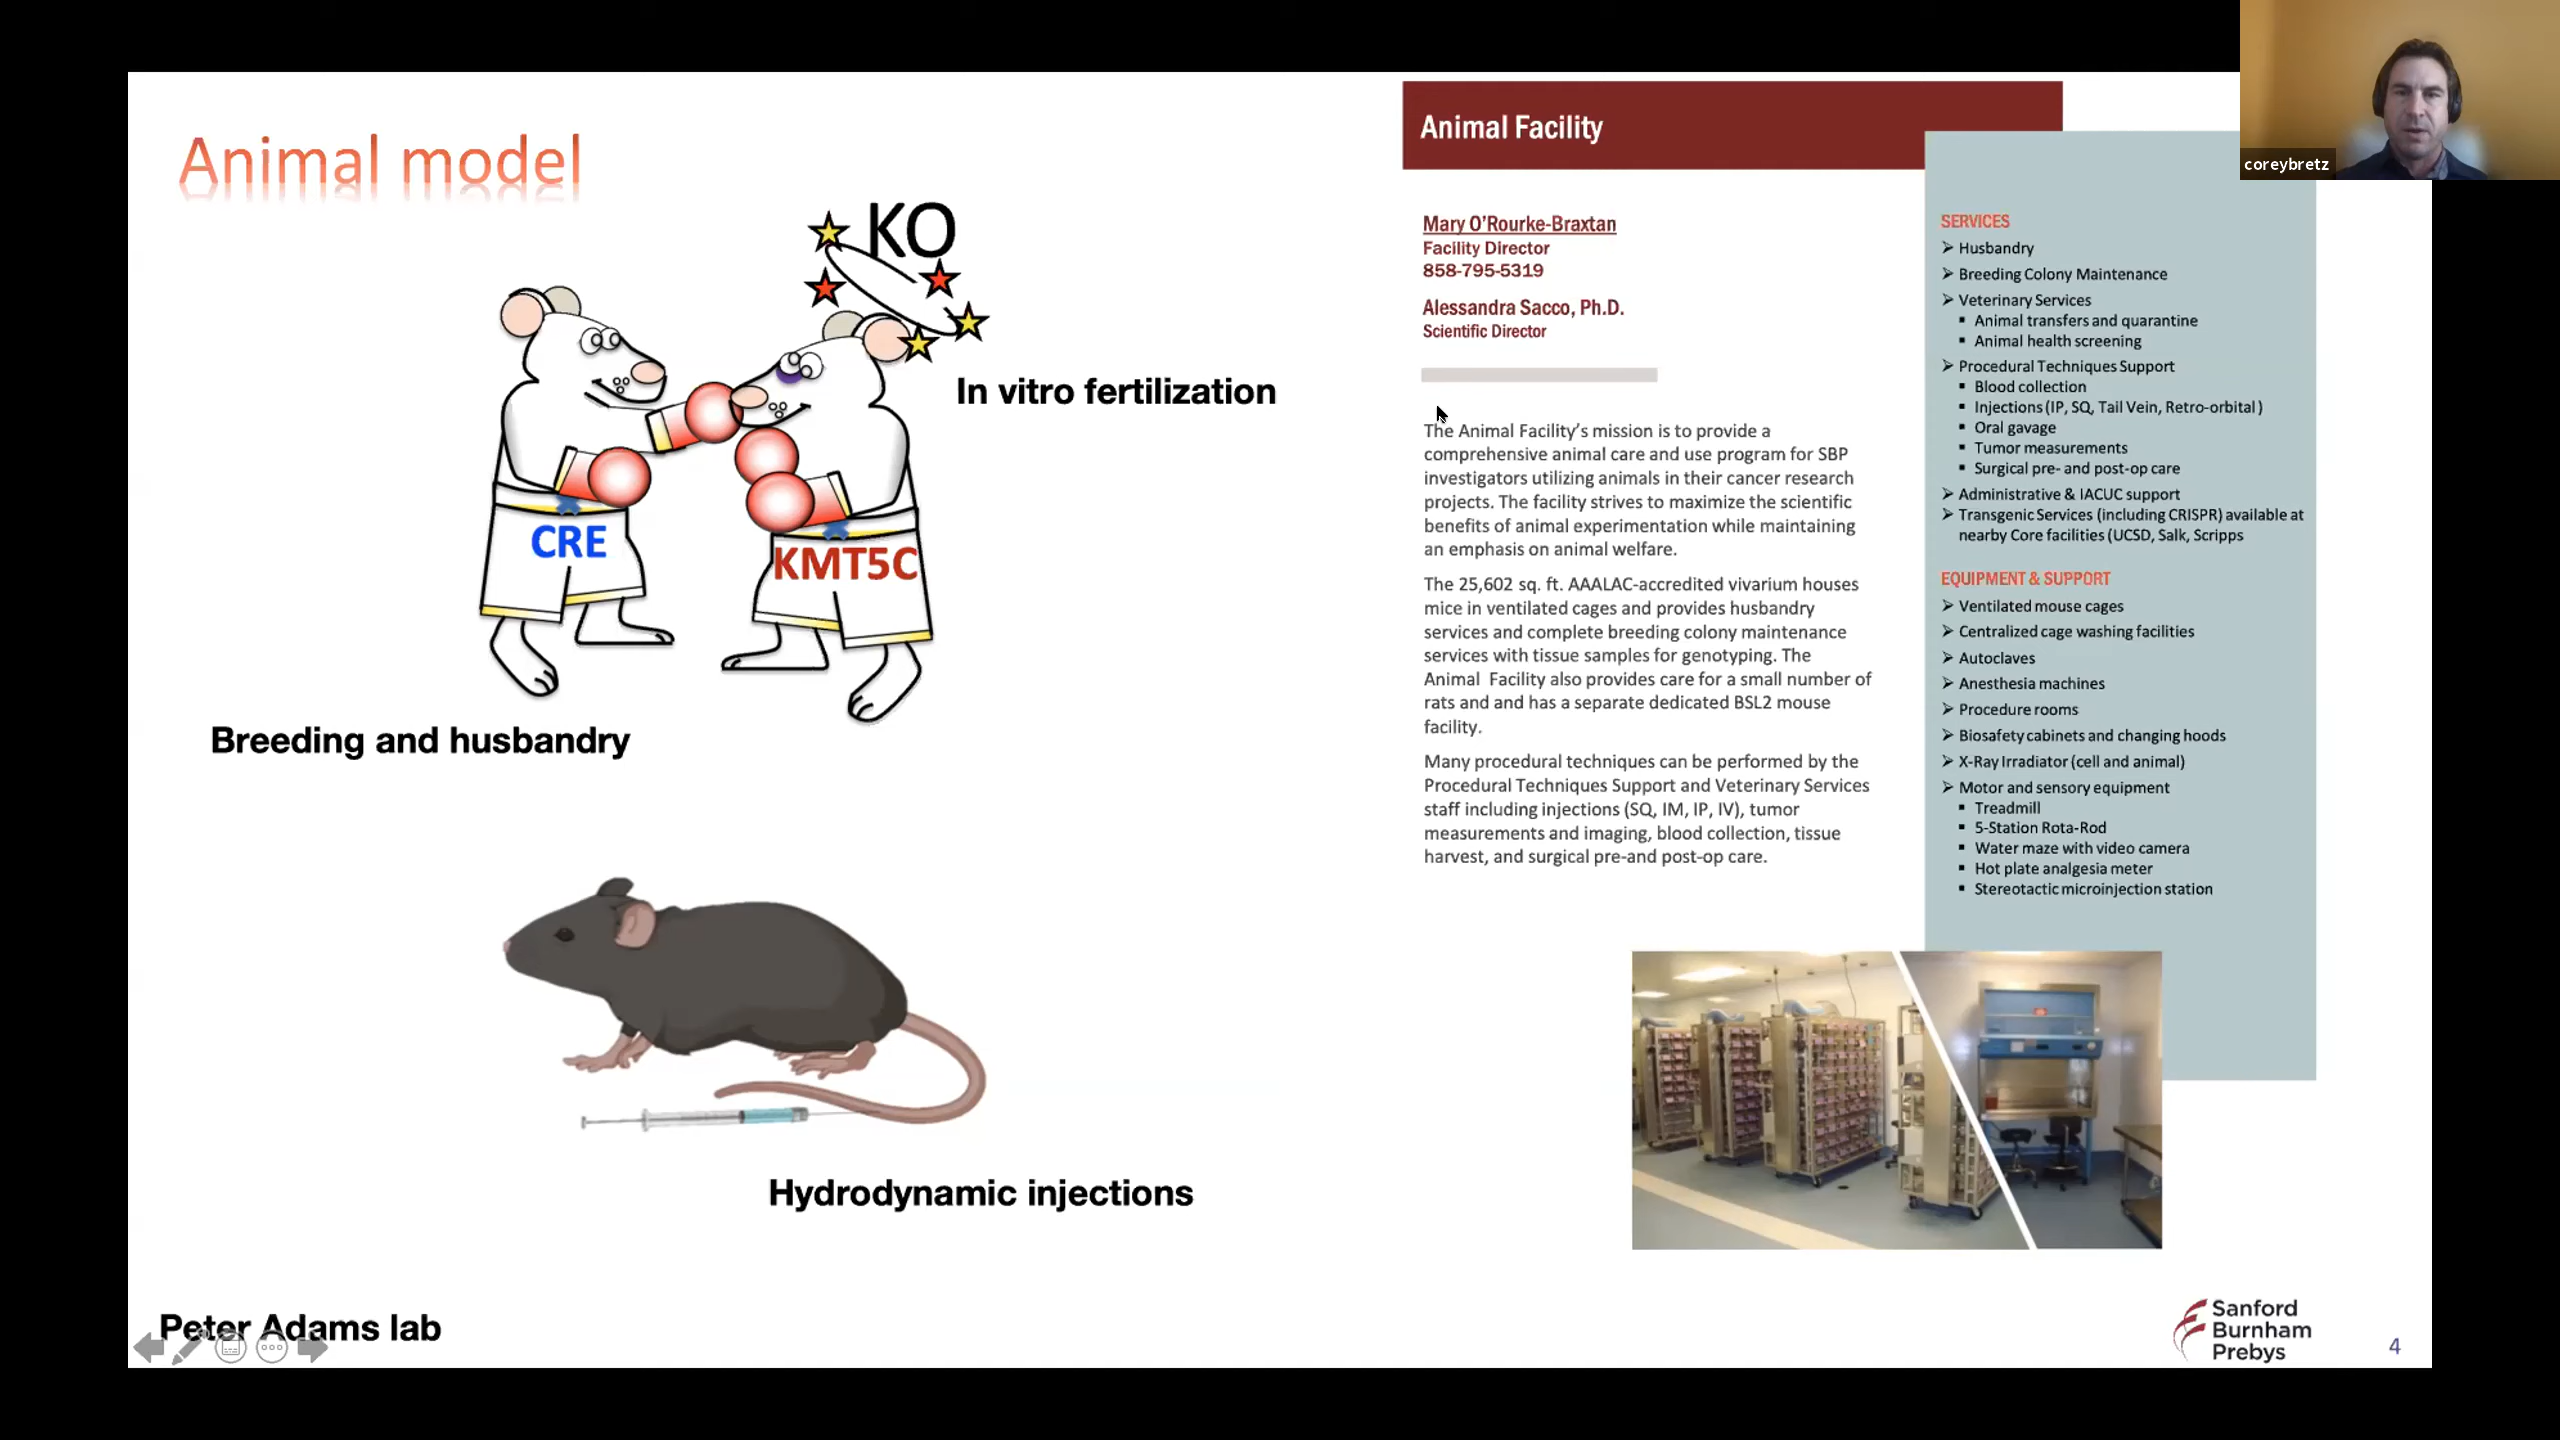 coreybretz
Animal model
KO
In vitro fertilization
CRE
KMT5C
Breeding and husbandry
Hydrodynamic injections
Peter Adams lab
Animal Facility
Mary O'Rourke-Braxtan
Facility Director
858-795-5319
Alessandra Sacco, Ph.D.
Scientific Director
The Animal Facility's mission is to provide a
comprehensive animal care and use program for SBP
investigators utilizing animals in their cancer research
projects. The facility strives to maximize the scientific
benefits of animal experimentation while maintaining
an emphasis on animal welfare.
The 25,602 sq. ft. AAALAC-accredited vivarium houses
mice in ventilated cages and provides husbandry
services and complete breeding colony maintenance
services with tissue samples for genotyping. The
Animal Facility also provides care for a small number of
rats and and has a separate dedicated BSL2 mouse
facility.
Many procedural techniques can be performed by the
Procedural Techniques Support and Veterinary Services
staff including injections (SQ, IM, IP, IV), tumor
measurements and imaging, blood collection, tissue
harvest, and surgical pre-and post-op care.
SERVICES
➢ Husbandry
➢ Breeding Colony Maintenance
➢ Veterinary Services
▪ Animal transfers and quarantine
▪ Animal health screening
➢ Procedural Techniques Support
▪ Blood collection
▪ Injections (IP, SQ, Tail Vein, Retro-orbital)
▪ Oral gavage
▪ Tumor measurements
▪ Surgical pre- and post-op care
➢ Administrative & IACUC support
➢ Transgenic Services (including CRISPR) available at
nearby Core facilities (UCSD, Salk, Scripps
EQUIPMENT & SUPPORT
➢ Ventilated mouse cages
➢ Centralized cage washing facilities
➢ Autoclaves
➢ Anesthesia machines
➢ Procedure rooms
➢ Biosafety cabinets and changing hoods
➢ X-Ray Irradiator (cell and animal)
➢ Motor and sensory equipment
▪ Treadmill
▪ 5-Station Rota-Rod
▪ Water maze with video camera
▪ Hot plate analgesia meter
▪ Stereotactic microinjection station
Sanford
Burnham
Prebys
4